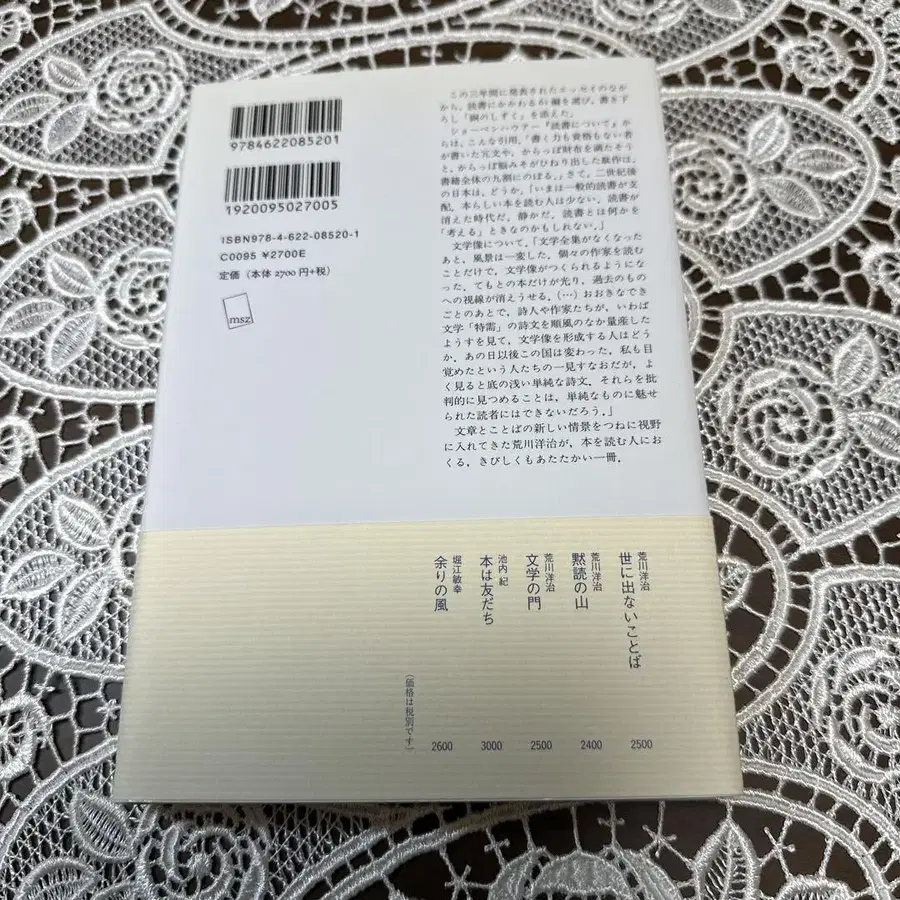 9784622085201
1920095027005
ISBN978-4-622-08520-1
C0095 ¥2700E
定価 (本体 2700円+税)
msz
この三年間に発表されたエッセイのなか
から、読書にかかわる61編を選び、書き下
ろし「銅のしずく」を添えた。
ショーペンハウアー『読書について』か
らは、こんな引用、「書く力も資格もない者
が書いた冗文や、からっぽ財布を満たそう
と、からっぽ脳みそがひねり出した駄作は、
書籍全体の九割にのぼる。」さて、二世紀後
の日本は、どうか。「いまは一般的読書が支
配。本らしい本を読む人は少ない。読書が
消えた時代だ。静かだ。読書とは何かを
「考える」ときなのかもしれない。」
文学像について。「文学全集がなくなった
あと、風景は一変した。個々の作家を読む
ことだけで、文学像がつくられるようにな
った。てもとの本だけが光り、過去のもの
への視線が消えうせる。(…) おおきなでき
ごとのあとで、詩人や作家たちが、いわば
文学「特需」の詩文を順風のなか量産した
ようすを見て、文学像を形成する人はどう
か。あの日以後この国は変わった、私も目
覚めたという人たちの一見すなおだが、よ
く見ると底の浅い単純な詩文。それらを批
判的に見つめることは、単純なものに魅せ
られた読者にはできないだろう。」
文章とことばの新しい情景をつねに視野
に入れてきた荒川洋治が、本を読む人にお
くる、きびしくもあたたかい一冊。
荒川洋治
世に出ないことば
2500
荒川洋治
黙読の山
2400
荒川洋治
文学の門
2500
池内 紀
本は友だち
3000
堀江敏幸
余りの風
2600
(価格は税別です)